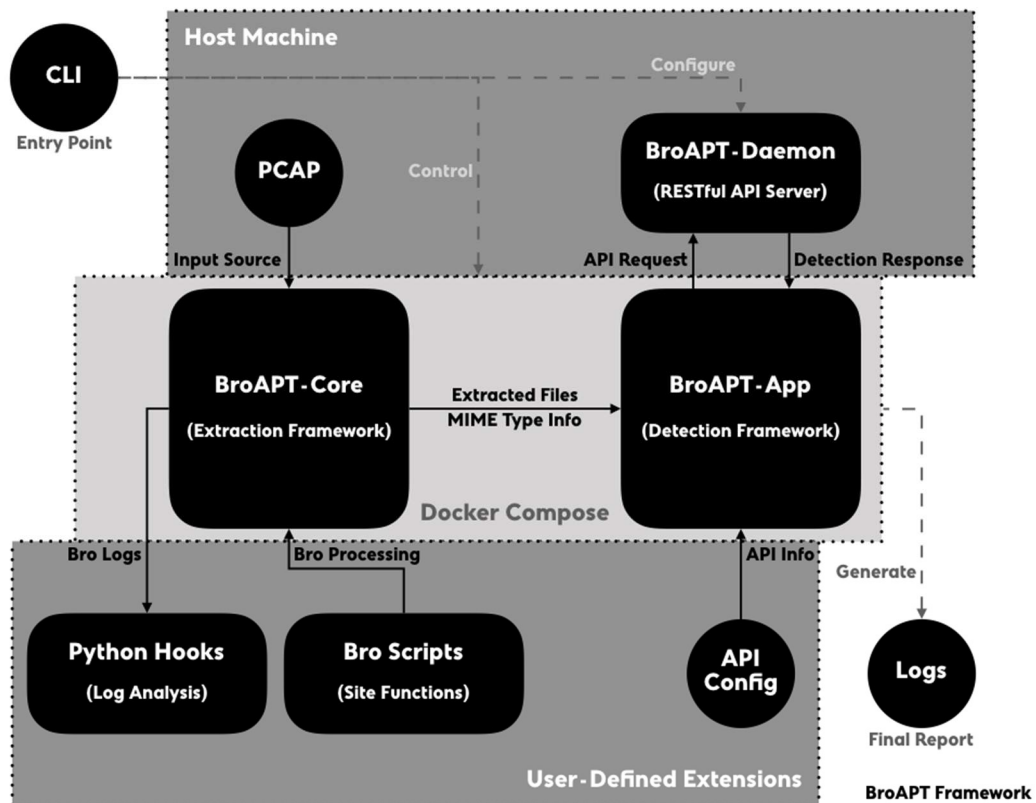 Host Machine
CLI
Entry Point
Configure
PCAP
Control
BroAPT-Daemon
(RESTful API Server)
Input Source
API Request
Detection Response
BroAPT-Core
(Extraction Framework)
Extracted Files
MIME Type Info
BroAPT-App
(Detection Framework)
Docker Compose
Bro Logs
Bro Processing
API Info
Generate
Python Hooks
(Log Analysis)
Bro Scripts
(Site Functions)
API
Config
Logs
Final Report
User-Defined Extensions
BroAPT Framework